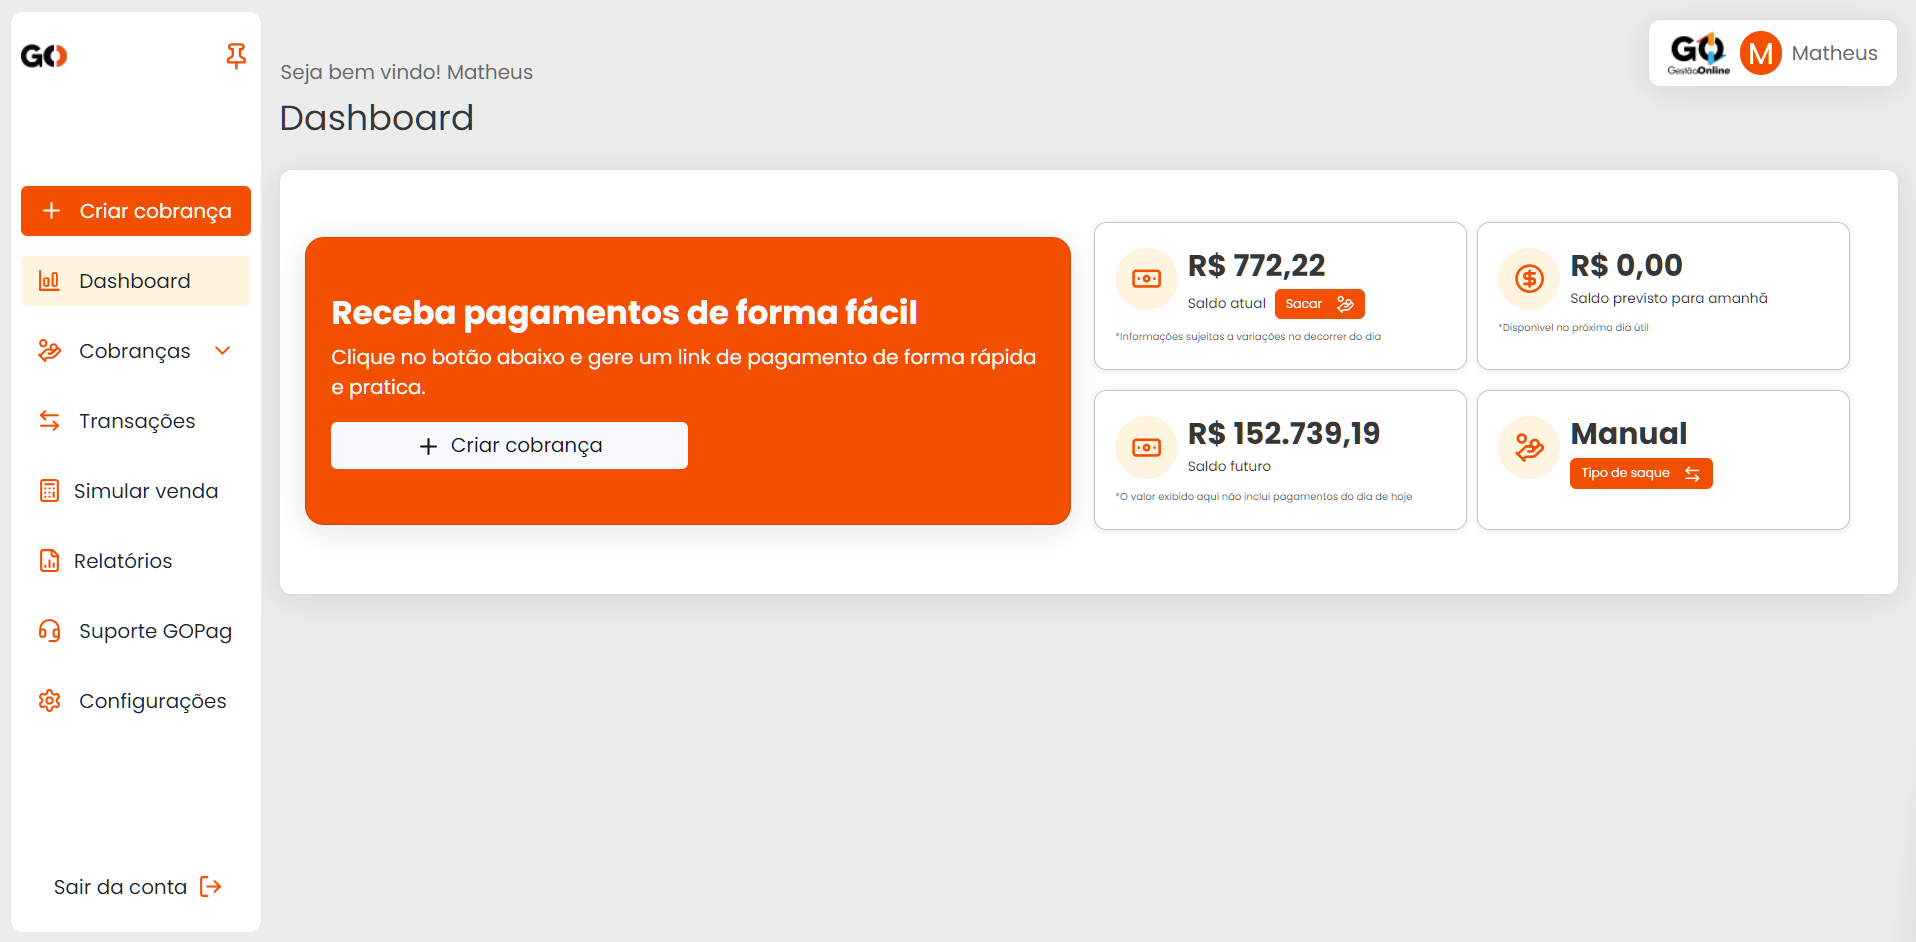 GO
Criar cobrança
Dashboard
Cobranças
Transações
Simular venda
Relatórios
Suporte GOPag
Configurações
Sair da conta
Seja bem vindo! Matheus
Dashboard
GO
GestãoOnline
M
Matheus
Receba pagamentos de forma fácil
Clique no botão abaixo e gere um link de pagamento de forma rápida
e pratica.
Criar cobrança
R$ 772,22
Saldo atual
Sacar
*Informações sujeitas a variações no decorrer do dia
R$ 0,00
Saldo previsto para amanhã
*Disponível no próximo dia útil
R$ 152.739,19
Saldo futuro
*O valor exibido aqui não inclui pagamentos do dia de hoje
Manual
Tipo de saque